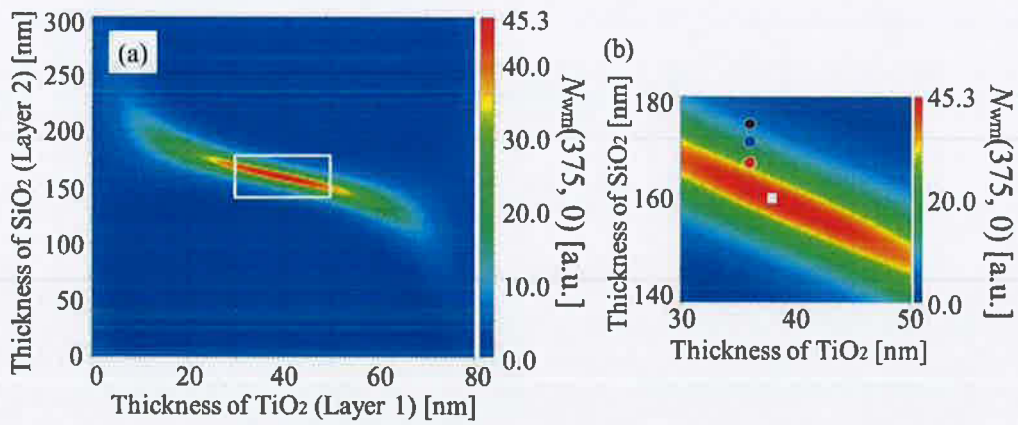 (a)
Thickness of SiO2 (Layer 2) [nm]
300
250
200
150
100
50
0
0 20 40 60 80
Thickness of TiO2 (Layer 1) [nm]
45.3
40.0
30.0
20.0
10.0
0.0
Nwm(375, 0) [a.u.]
(b)
Thickness of SiO2 [nm]
180
160
140
30 40 50
Thickness of TiO2 [nm]
45.3
20.0
0.0
Nwm(375, 0) [a.u.]